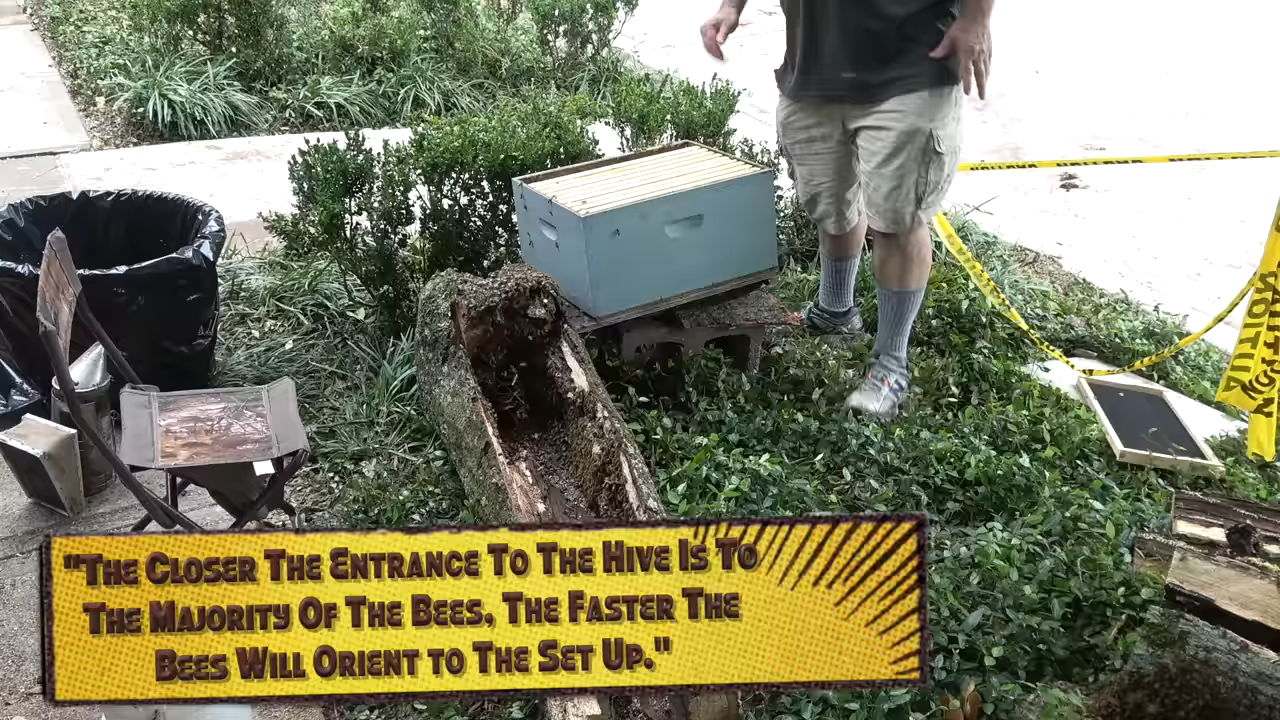 "The Closer The Entrance To The Hive Is To
The Majority Of The Bees, The Faster The
Bees Will Orient to The Set Up."